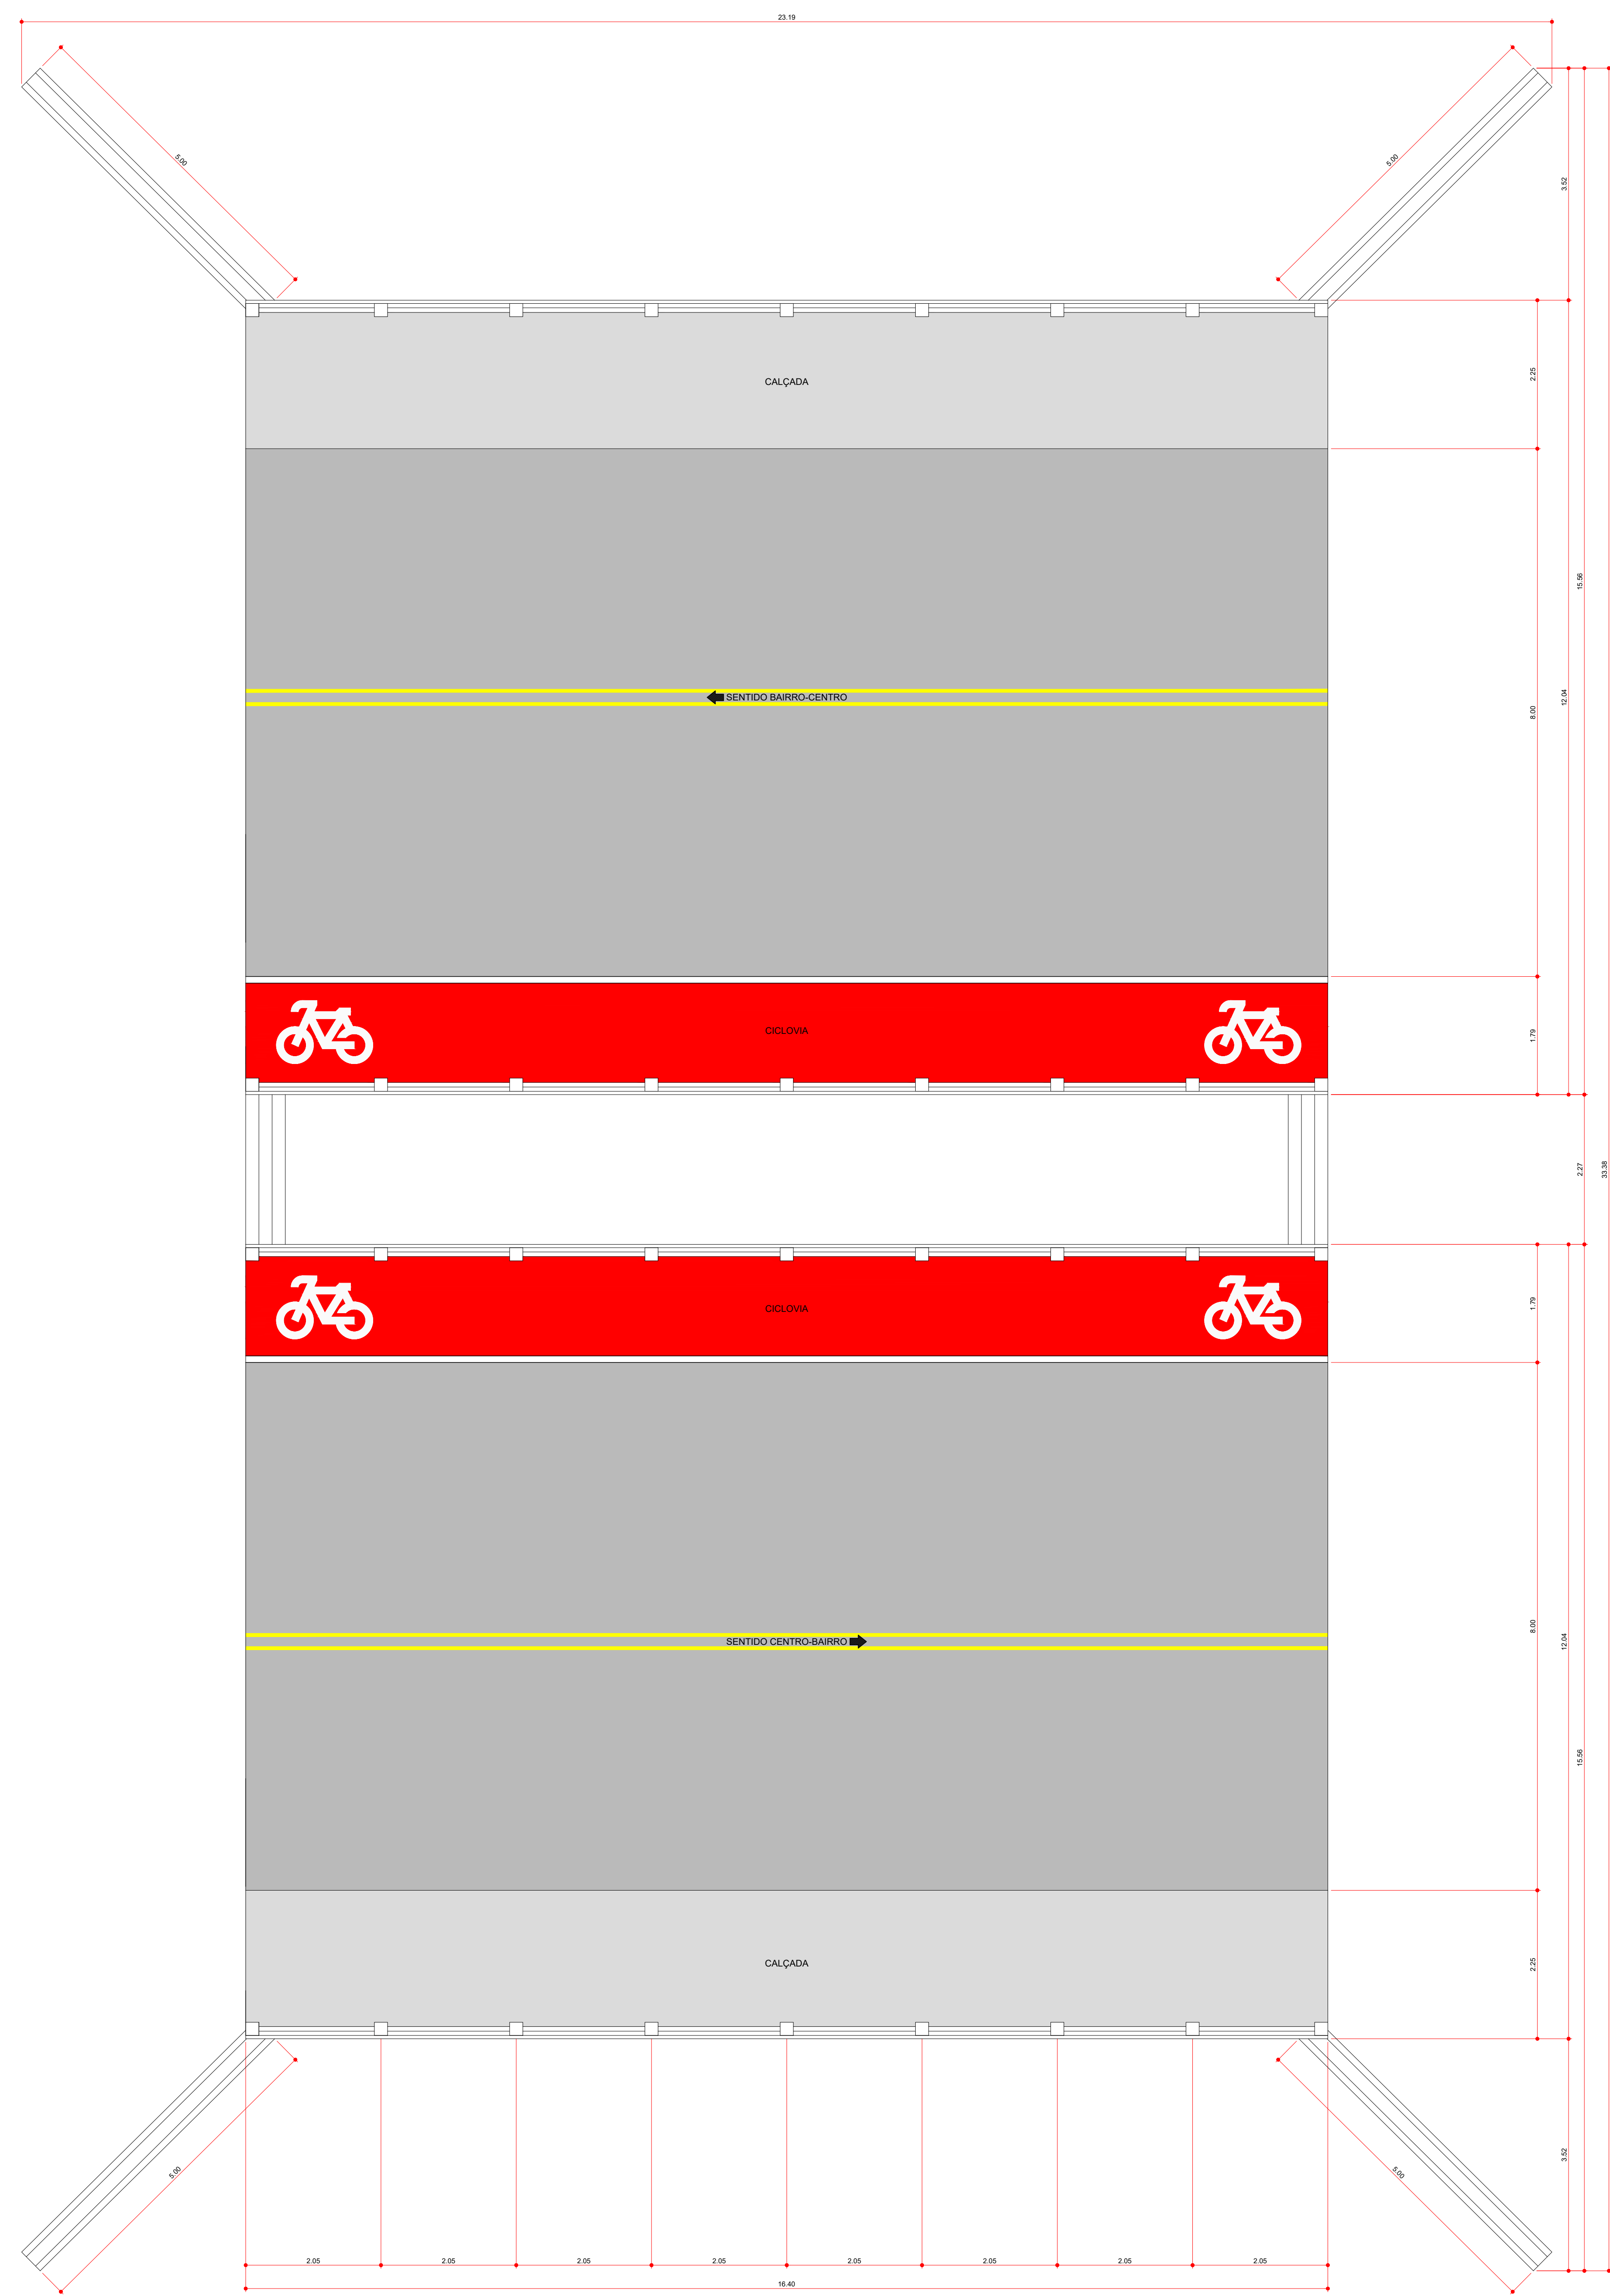 23.19
5.00
5.00
3.52
CALÇADA
2.25
15.56
SENTIDO BAIRRO-CENTRO
12.04
8.00
CICLOVIA
1.79
2.27
33.38
CICLOVIA
1.79
SENTIDO CENTRO-BAIRRO
8.00
12.04
15.56
CALÇADA
2.25
3.52
5.00
5.00
2.05 2.05 2.05 2.05 2.05 2.05 2.05 2.05
16.40